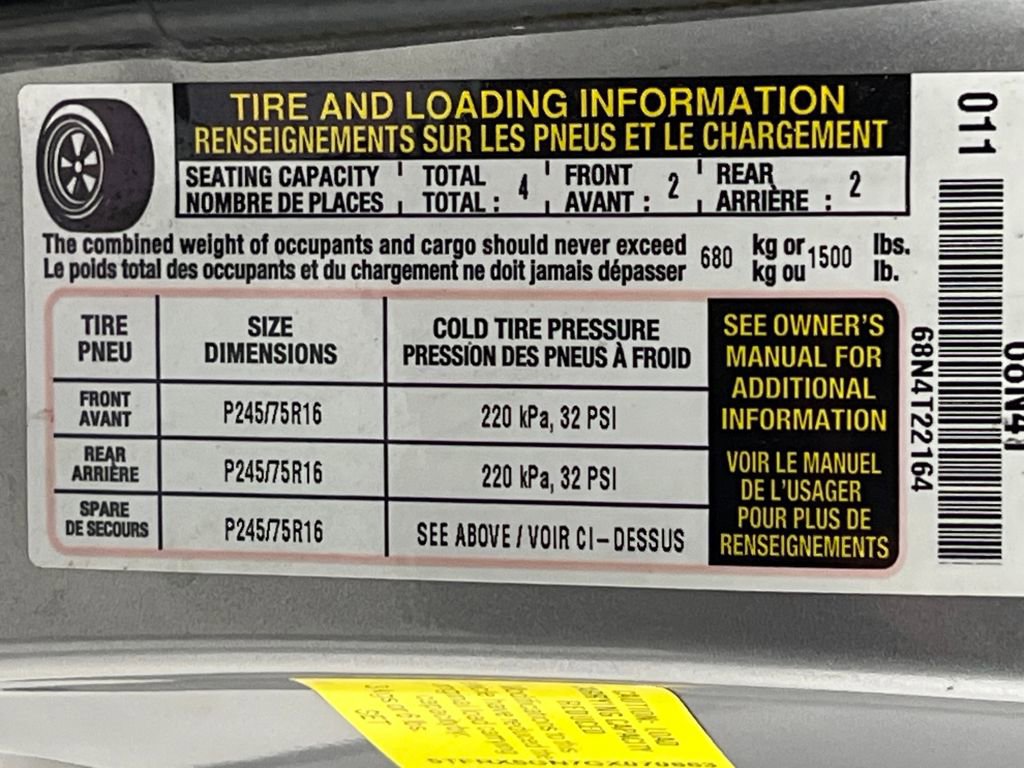 TIRE AND LOADING INFORMATION
RENSEIGNEMENTS SUR LES PNEUS ET LE CHARGEMENT
SEATING CAPACITY TOTAL 4 FRONT 2 REAR 2
NOMBRE DE PLACES TOTAL : AVANT : ARRIÈRE :
The combined weight of occupants and cargo should never exceed 680 kg or 1500 lbs.
Le poids total des occupants et du chargement ne doit jamais dépasser kg ou lb.
TIRE SIZE COLD TIRE PRESSURE
PNEU DIMENSIONS PRESSION DES PNEUS À FROID
FRONT
AVANT P245/75R16 220 kPa, 32 PSI
REAR
ARRIÈRE P245/75R16 220 kPa, 32 PSI
SPARE
DE SECOURS P245/75R16 SEE ABOVE / VOIR CI-DESSUS
SEE OWNER'S
MANUAL FOR
ADDITIONAL
INFORMATION
VOIR LE MANUEL
DE L'USAGER
POUR PLUS DE
RENSEIGNEMENTS
011
68N4T22164
CAUTION- LOAD
CAPACITY
REDUCED